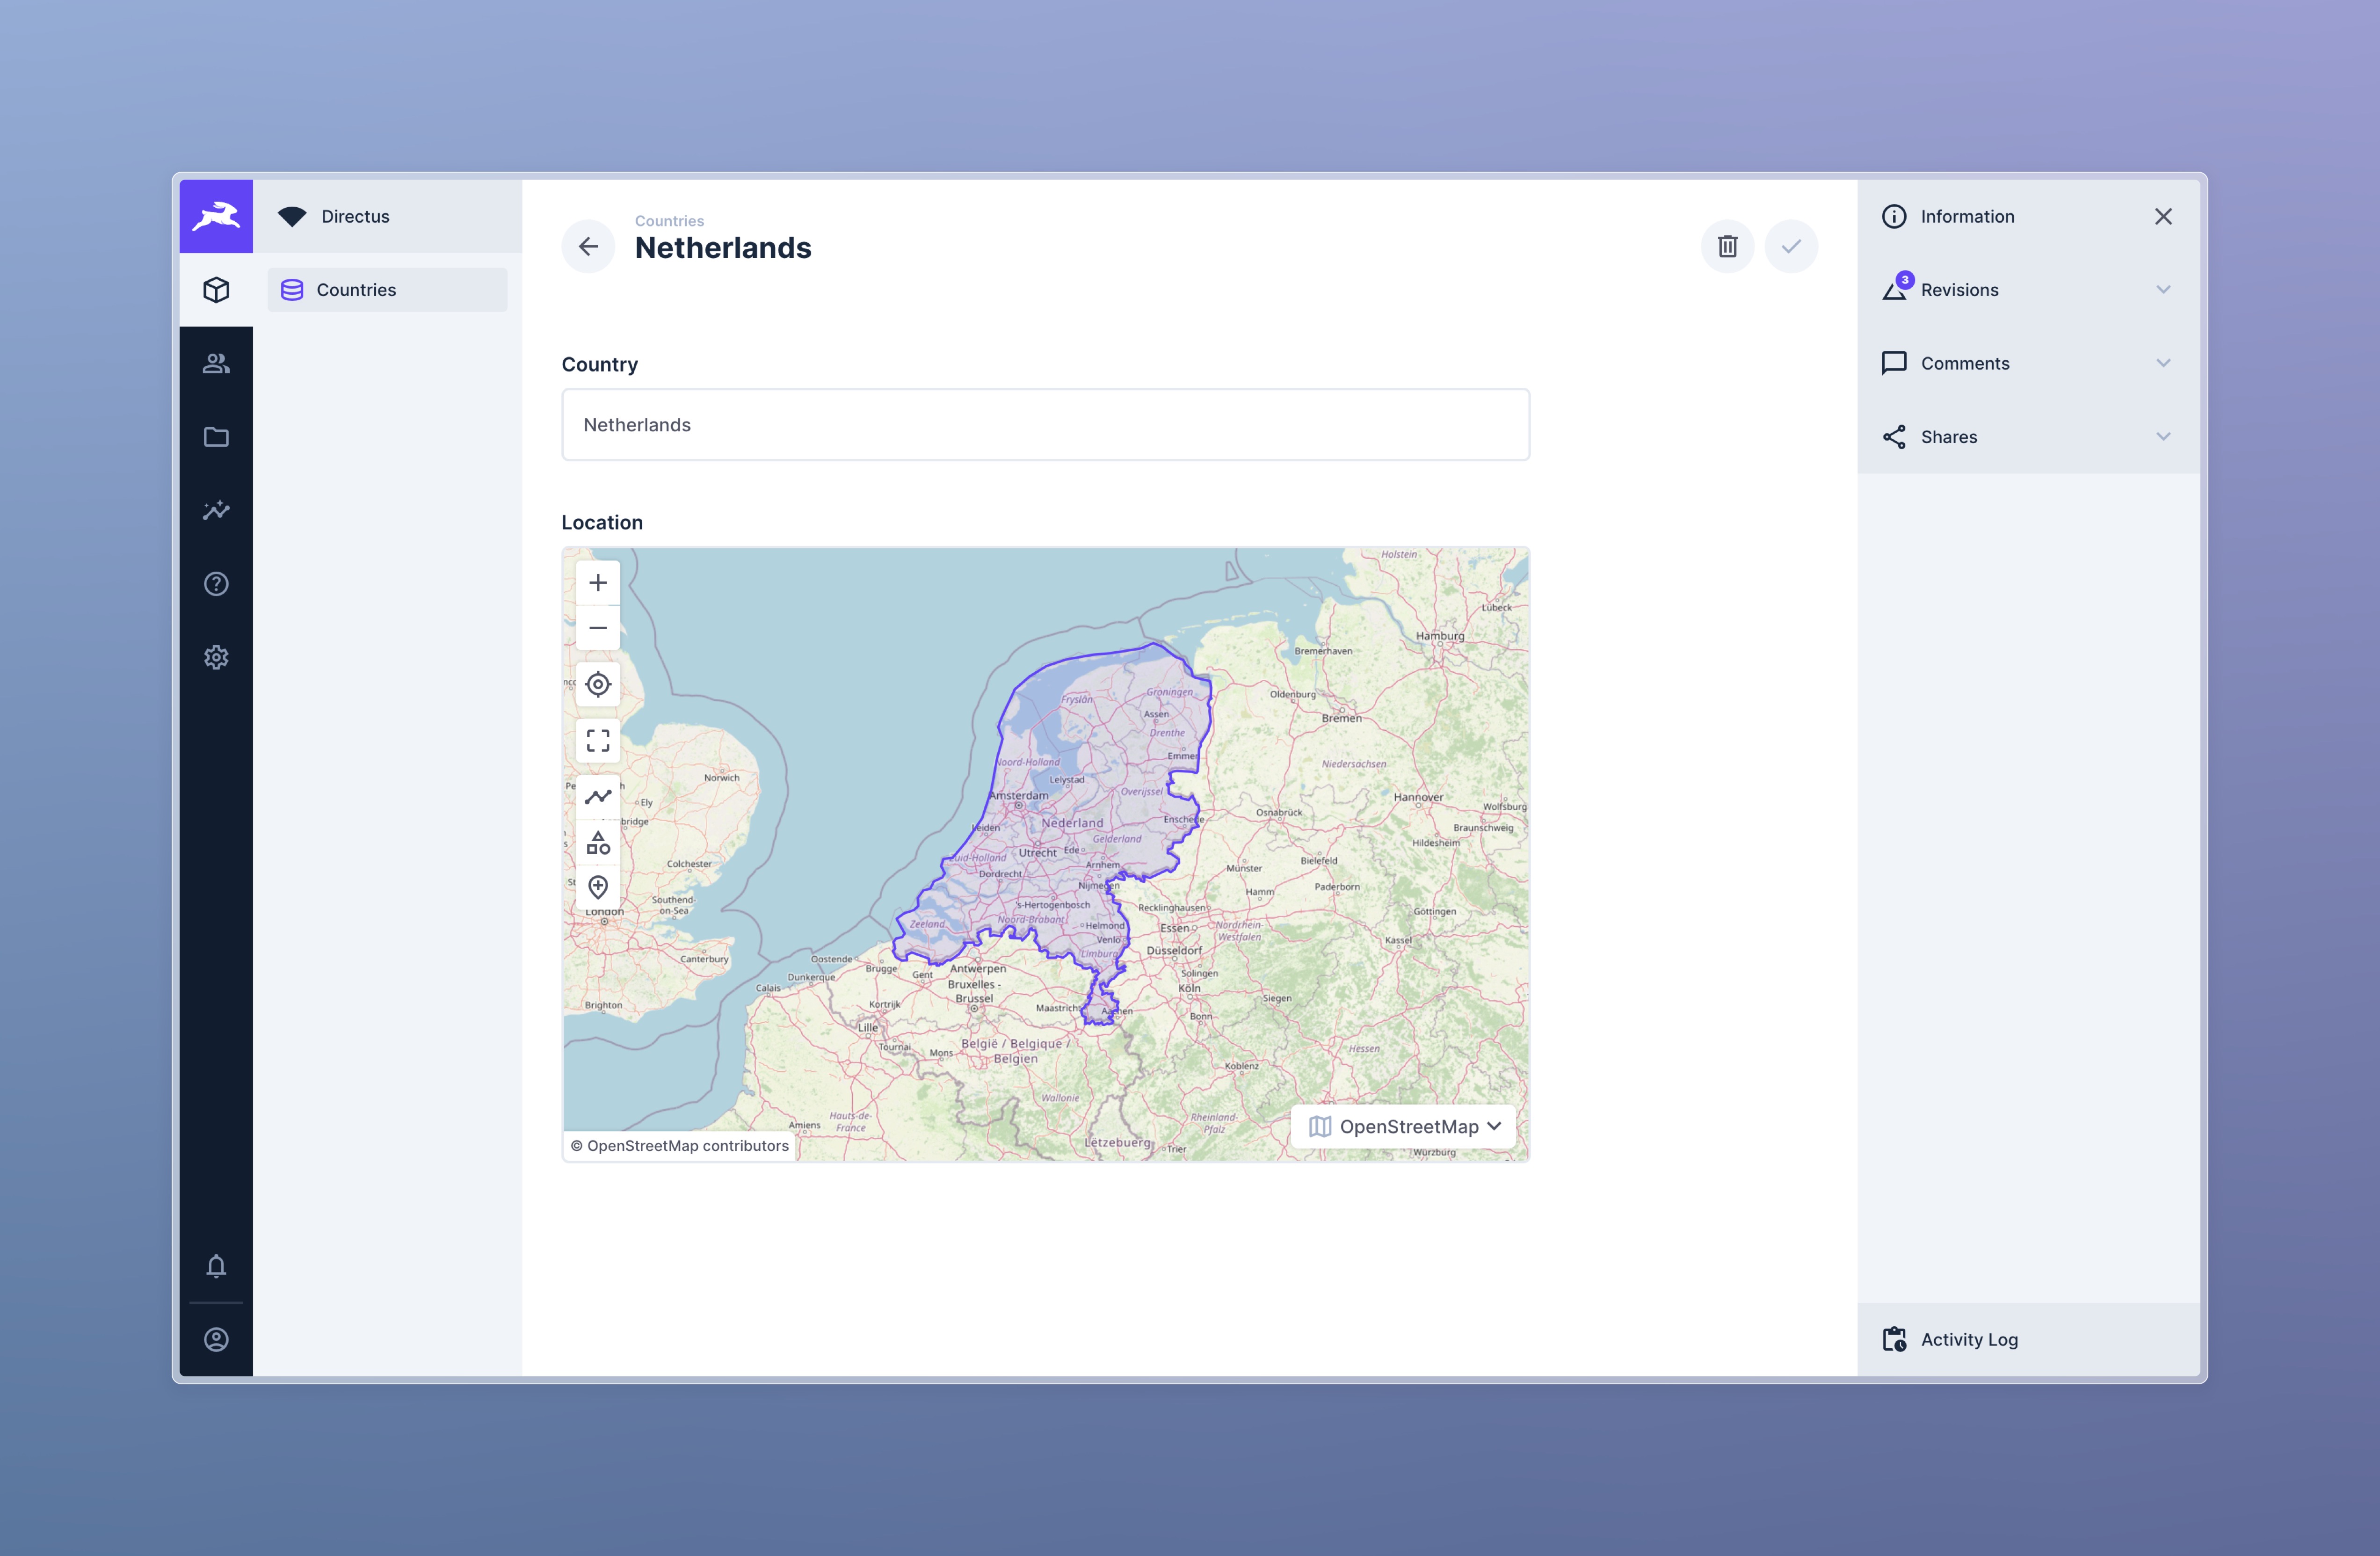 Directus
Countries
Countries
Netherlands
Country
Netherlands
Location
Holstein
Lübeck
Hamburg
Bremerhaven
Groningen
Fryslân
Oldenburg
Assen
Bremen
Drenthe
Emmen
Noord-Holland
Niedersachsen
Norwich
Lelystad
Overijssel
Amsterdam
Hannover
Ely
Wolfsburg
Osnabrück
Enschede
Nederland
bridge
Leiden
Braunschweig
Gelderland
Hildesheim
Utrecht
Ede
Zuid-Holland
Bielefeld
Colchester
Arnhem
Münster
Dordrecht
Nijmegen
Paderborn
Hamm
Southend-
on-Sea
's-Hertogenbosch
Recklinghausen
London
Göttingen
Noord-Brabant
Zeeland
Helmond
Essen
Nordrhein-
Westfalen
Venlo
Kassel
Düsseldorf
Limburg
Canterbury
Oostende
Brugge
Antwerpen
Gent
Solingen
Dunkerque
Calais
Bruxelles -
Brussel
Köln
Siegen
Brighton
Kortrijk
Maastricht
Aachen
Bonn
Lille
Tournai
België / Belgique /
Belgien
Hessen
Mons
Koblenz
Wallonie
Hauts-de-
France
Rheinland-
Pfalz
Amiens
Lëtzebuerg
Trier
Würzburg
© OpenStreetMap contributors
OpenStreetMap
Information
3
Revisions
Comments
Shares
Activity Log